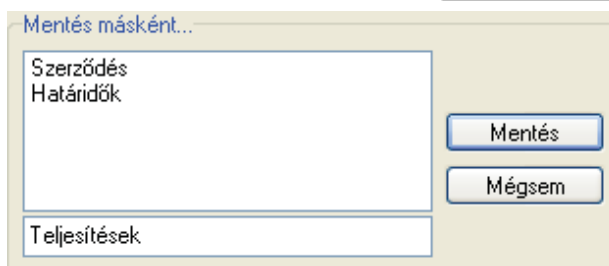 Mentés másként...
Szerződés
Határidők
Mentés
Mégsem
Teljesítések